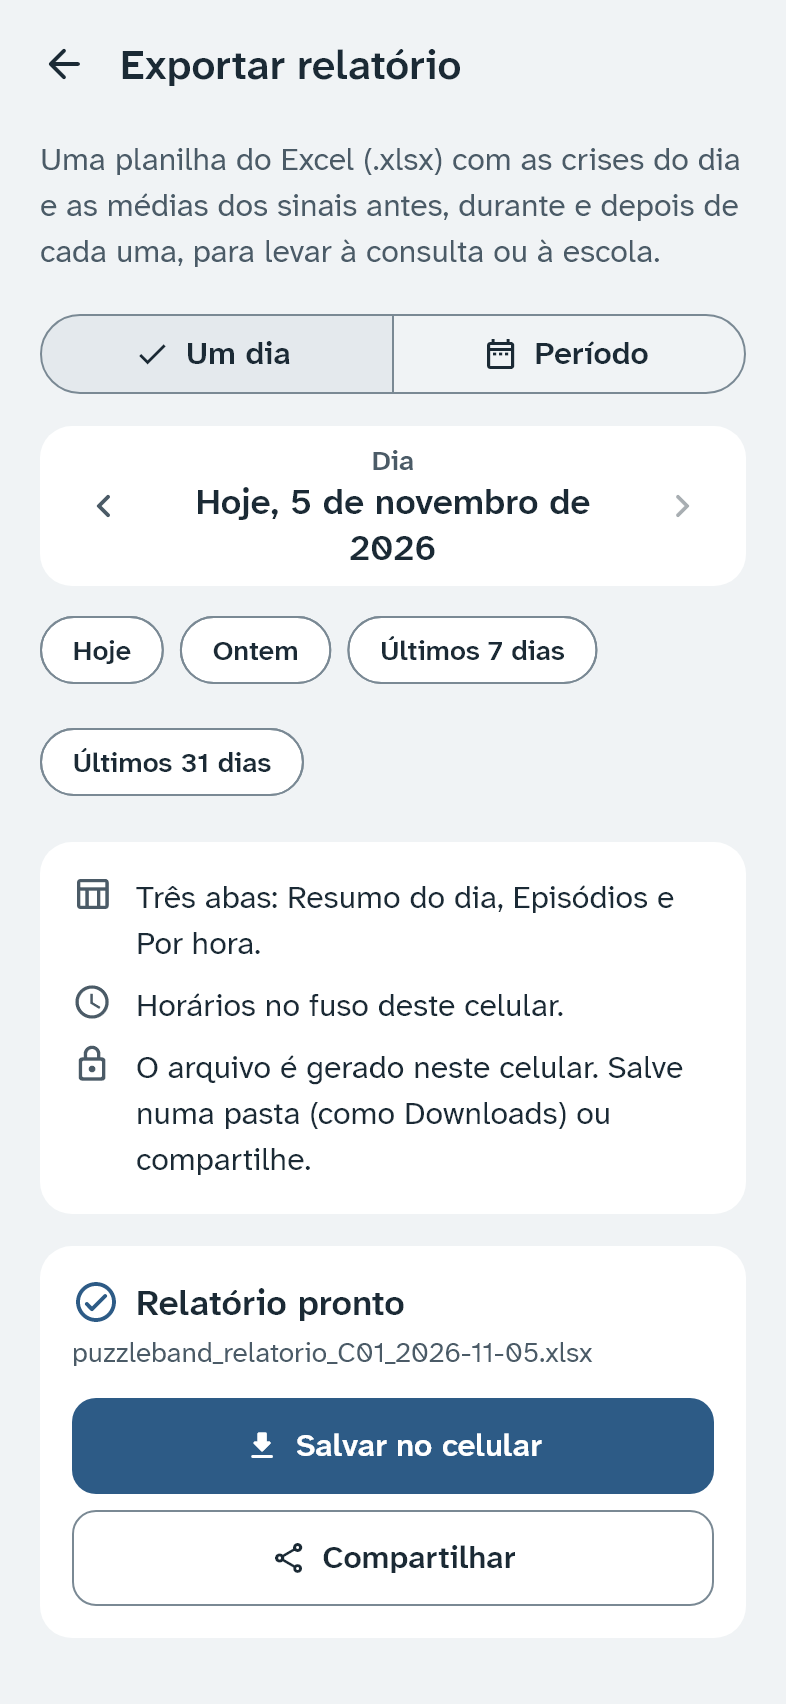 Exportar relatório
Uma planilha do Excel (.xlsx) com as crises do dia
e as médias dos sinais antes, durante e depois de
cada uma, para levar à consulta ou à escola.
Um dia
Período
Dia
Hoje, 5 de novembro de
2026
Hoje
Ontem
Últimos 7 dias
Últimos 31 dias
Três abas: Resumo do dia, Episódios e
Por hora.
Horários no fuso deste celular.
O arquivo é gerado neste celular. Salve
numa pasta (como Downloads) ou
compartilhe.
Relatório pronto
puzzleband_relatorio_C01_2026-11-05.xlsx
Salvar no celular
Compartilhar